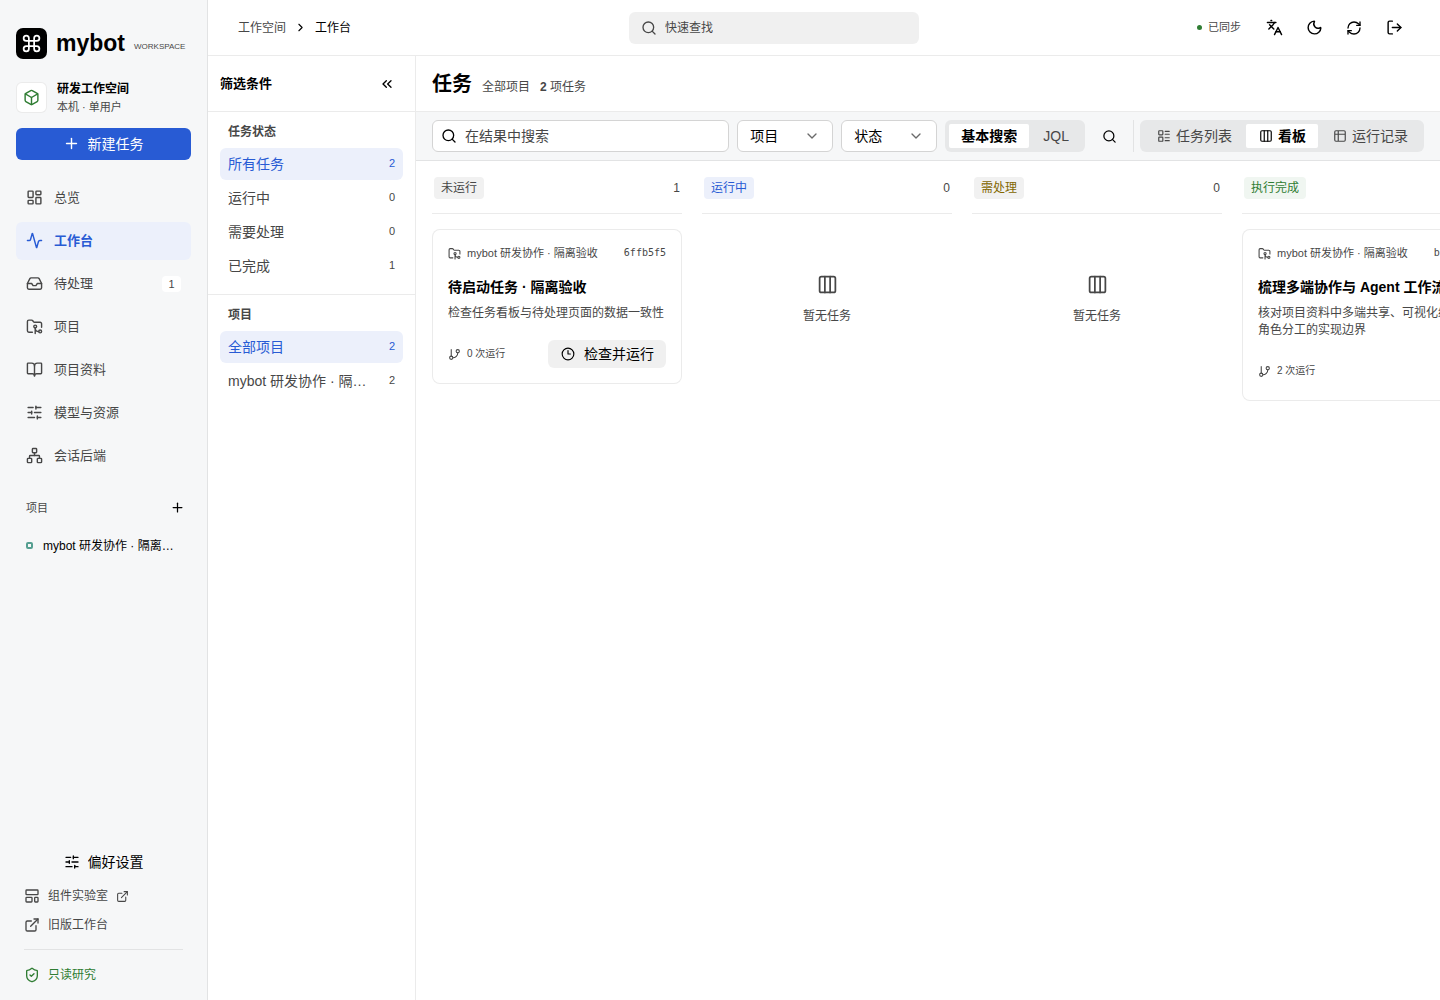 mybot WORKSPACE
研发工作空间
本机 · 单用户
新建任务
总览
工作台
待处理 1
项目
项目资料
模型与资源
会话后端
项目
mybot 研发协作 · 隔离…
偏好设置
组件实验室
旧版工作台
只读研究
工作空间 工作台
快速查找
已同步
筛选条件
任务状态
所有任务 2
运行中 0
需要处理 0
已完成 1
项目
全部项目 2
mybot 研发协作 · 隔… 2
任务 全部项目 2 项任务
在结果中搜索
项目
状态
基本搜索 JQL
任务列表 看板 运行记录
未运行 1
mybot 研发协作 · 隔离验收 6ffb5f5
待启动任务 · 隔离验收
检查任务看板与待处理页面的数据一致性
0 次运行 检查并运行
运行中 0
暂无任务
需处理 0
暂无任务
执行完成
mybot 研发协作 · 隔离验收 b
梳理多端协作与 Agent 工作
核对项目资料中多端共享、可视化
角色分工的实现边界
2 次运行